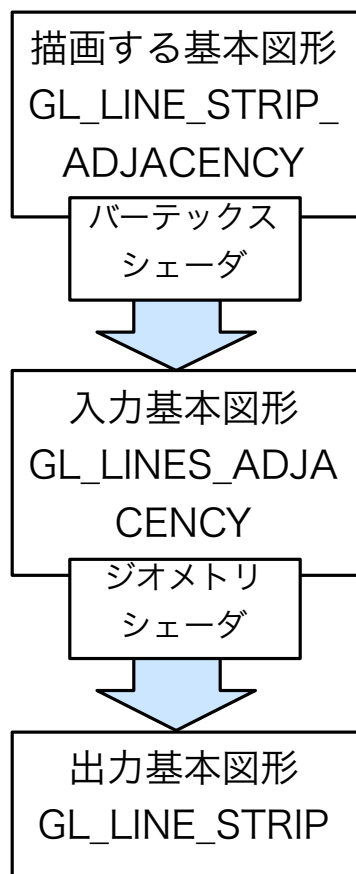 描画する基本図形
GL_LINE_STRIP_
ADJACENCY
バーテックス
シェーダ
入力基本図形
GL_LINES_ADJA
CENCY
ジオメトリ
シェーダ
出力基本図形
GL_LINE_STRIP